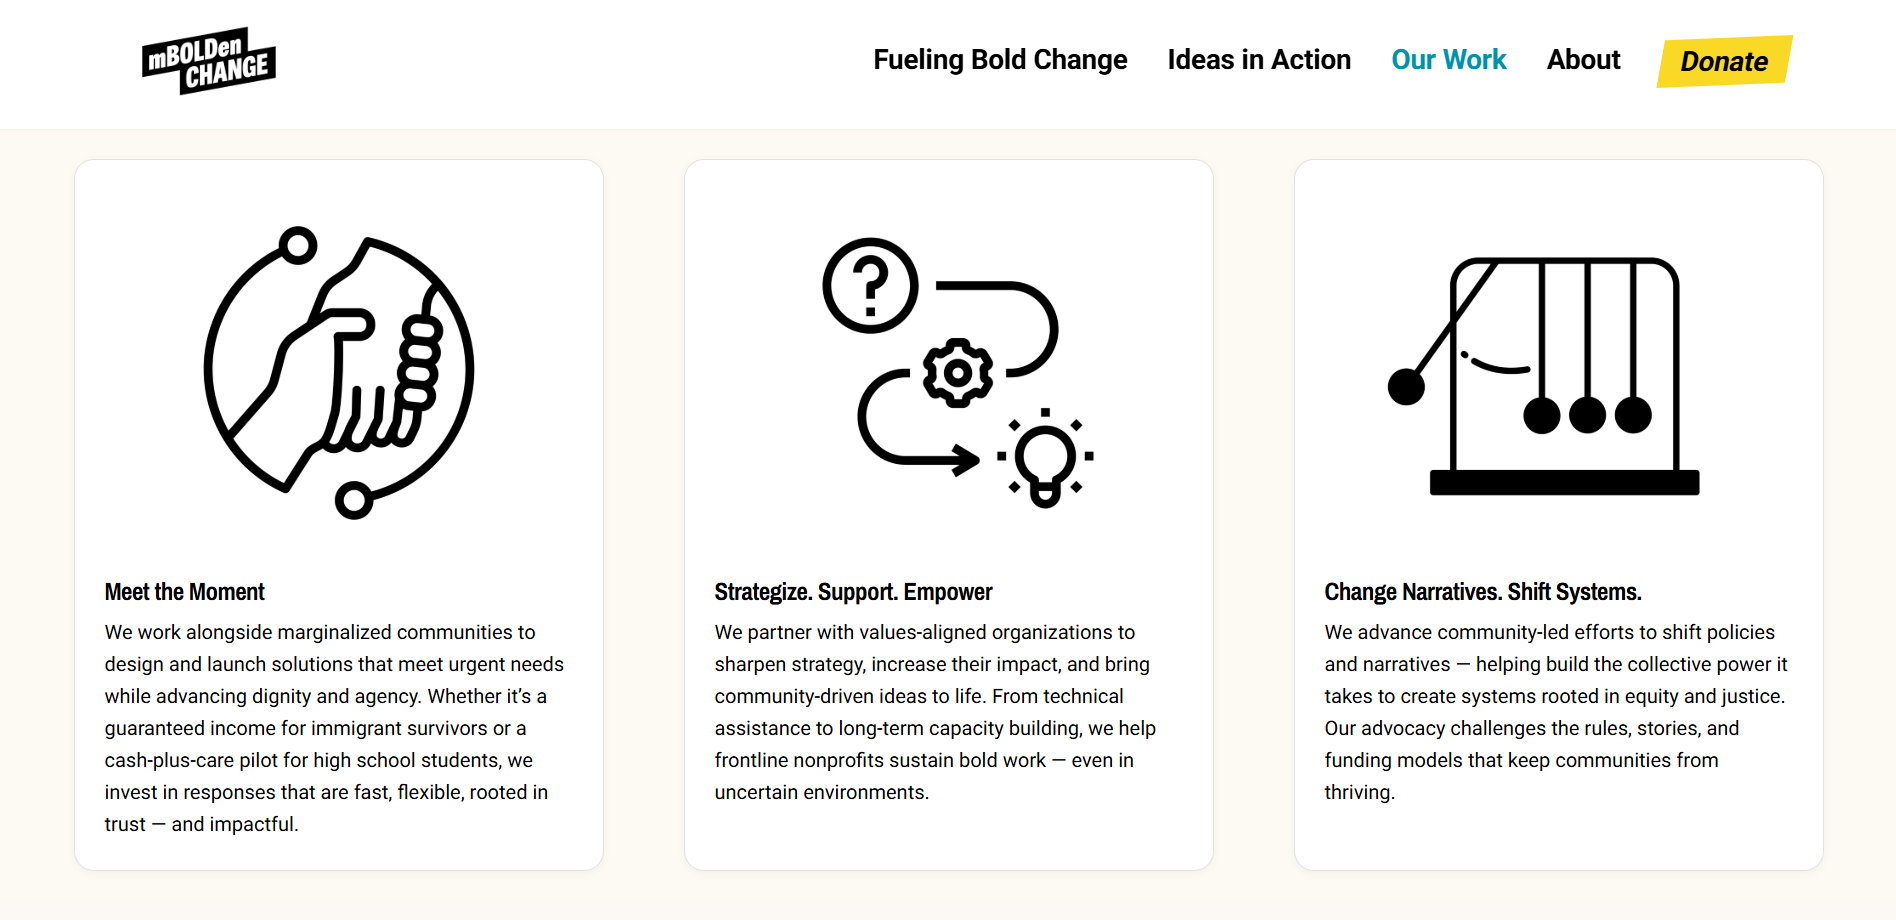 mBOLDen
CHANGE
Fueling Bold Change
Ideas in Action
Our Work
About
Donate
?
Meet the Moment
We work alongside marginalized communities to
design and launch solutions that meet urgent needs
while advancing dignity and agency. Whether it’s a
guaranteed income for immigrant survivors or a
cash-plus-care pilot for high school students, we
invest in responses that are fast, flexible, rooted in
trust — and impactful.
Strategize. Support. Empower
We partner with values-aligned organizations to
sharpen strategy, increase their impact, and bring
community-driven ideas to life. From technical
assistance to long-term capacity building, we help
frontline nonprofits sustain bold work — even in
uncertain environments.
Change Narratives. Shift Systems.
We advance community-led efforts to shift policies
and narratives — helping build the collective power it
takes to create systems rooted in equity and justice.
Our advocacy challenges the rules, stories, and
funding models that keep communities from
thriving.